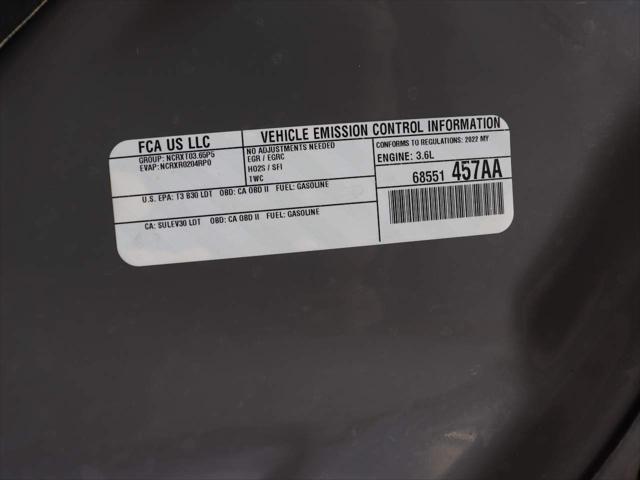 FCA US LLC
GROUP: NCRXT03.65P5
EVAP: NCRXR0204RP0
VEHICLE EMISSION CONTROL INFORMATION
NO ADJUSTMENTS NEEDED
EGR / EGRC
HO2S / SFI
TWC
CONFORMS TO REGULATIONS: 2022 MY
ENGINE: 3.6L
68551 457AA
U.S. EPA: T3 B30 LDT OBD: CA OBD II FUEL: GASOLINE
CA: SULEV30 LDT OBD: CA OBD II FUEL: GASOLINE